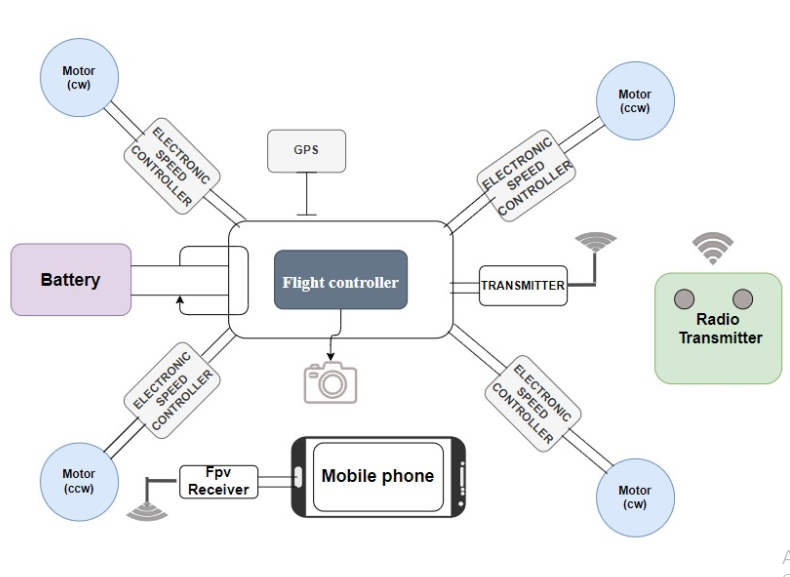 Motor
(cw)
Motor
(ccw)
ELECTRONIC
SPEED
CONTROLLER
GPS
ELECTRONIC
SPEED
CONTROLLER
Battery
Flight controller
TRANSMITTER
Radio
Transmitter
ELECTRONIC
SPEED
CONTROLLER
ELECTRONIC
SPEED
CONTROLLER
Motor
(ccw)
Fpv
Receiver
Mobile phone
Motor
(cw)